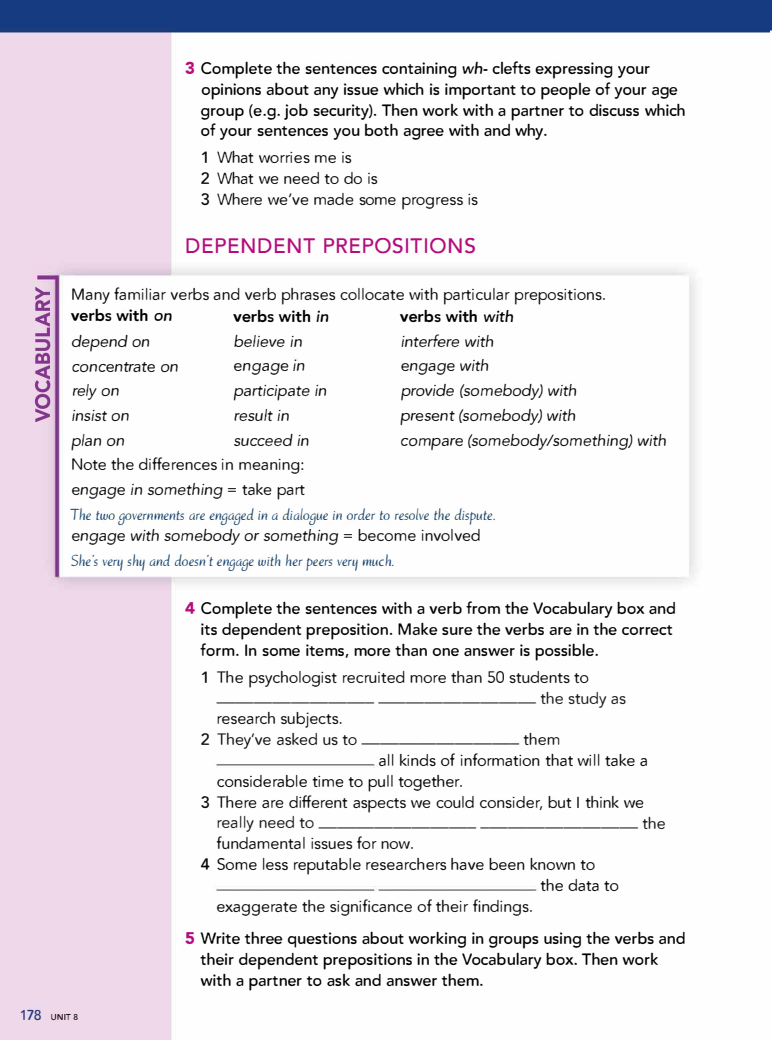 3 Complete the sentences containing wh- clefts expressing your
opinions about any issue which is important to people of your age
group (e.g. job security). Then work with a partner to discuss which
of your sentences you both agree with and why.
1 What worries me is
2 What we need to do is
3 Where we've made some progress is
DEPENDENT PREPOSITIONS
VOCABULARY
Many familiar verbs and verb phrases collocate with particular prepositions.
verbs with on verbs with in verbs with with
depend on believe in interfere with
concentrate on engage in engage with
rely on participate in provide (somebody) with
insist on result in present (somebody) with
plan on succeed in compare (somebody/something) with
Note the differences in meaning:
engage in something = take part
The two governments are engaged in a dialogue in order to resolve the dispute.
engage with somebody or something = become involved
She's very shy and doesn't engage with her peers very much.
4 Complete the sentences with a verb from the Vocabulary box and
its dependent preposition. Make sure the verbs are in the correct
form. In some items, more than one answer is possible.
1 The psychologist recruited more than 50 students to
_________________ _________________ the study as
research subjects.
2 They've asked us to _________________ them
_________________ all kinds of information that will take a
considerable time to pull together.
3 There are different aspects we could consider, but I think we
really need to _________________ _________________ the
fundamental issues for now.
4 Some less reputable researchers have been known to
_________________ _________________ the data to
exaggerate the significance of their findings.
5 Write three questions about working in groups using the verbs and
their dependent prepositions in the Vocabulary box. Then work
with a partner to ask and answer them.
178 UNIT 8